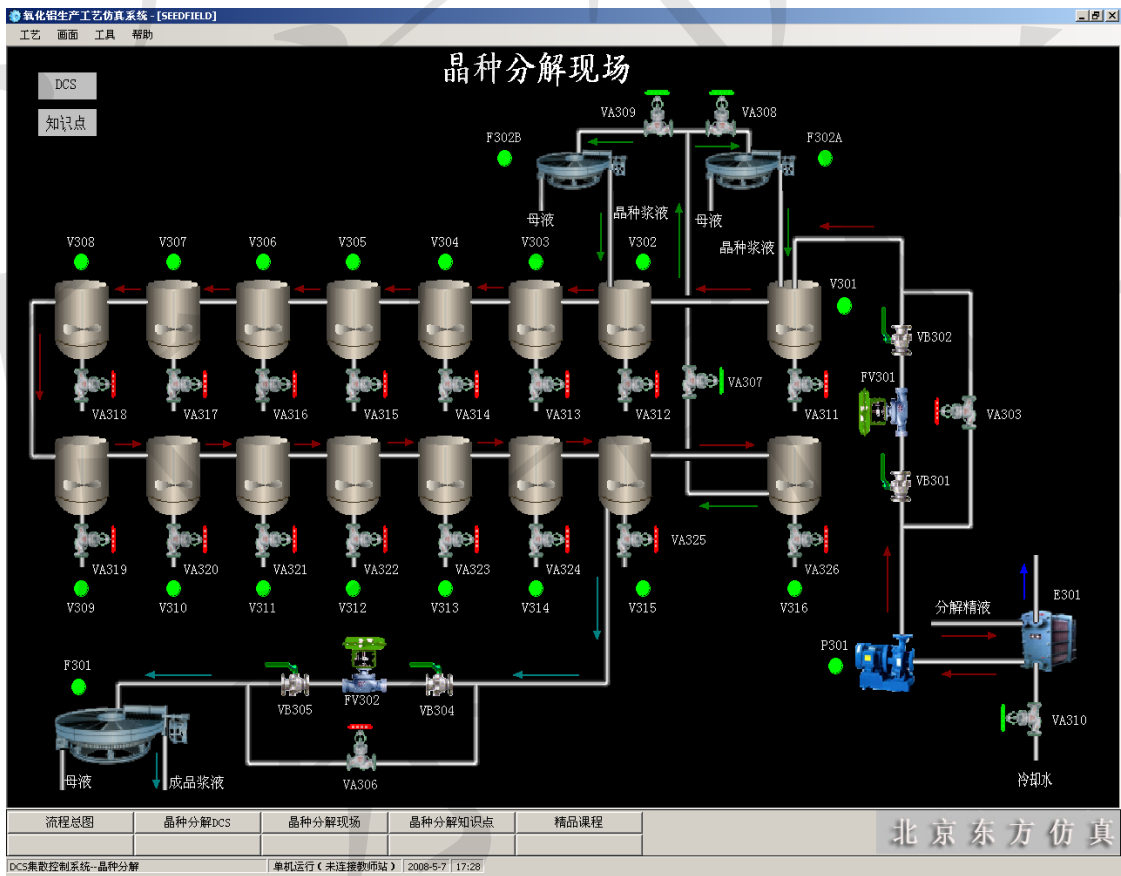 氧化铝生产工艺仿真系统 - [SEEDFIELD]
工艺 画面 工具 帮助
晶种分解现场
DCS
知识点
VA309 VA308
F302B F302A
母液 晶种浆液 母液 晶种浆液
V308 V307 V306 V305 V304 V303 V302 V301
VB302
FV301
VA307
VA303
VA318 VA317 VA316 VA315 VA314 VA313 VA312 VA311
VB301
VA325
VA319 VA320 VA321 VA322 VA323 VA324 VA326
V309 V310 V311 V312 V313 V314 V315 V316
分解精液 E301
P301
F301
VB305 FV302 VB304
VA310
母液 成品浆液 VA306 冷却水
流程总图 晶种分解DCS 晶种分解现场 晶种分解知识点 精品课程
北京东方仿真
DCS集散控制系统--晶种分解 单机运行(未连接教师站) 2008-5-7 17:28